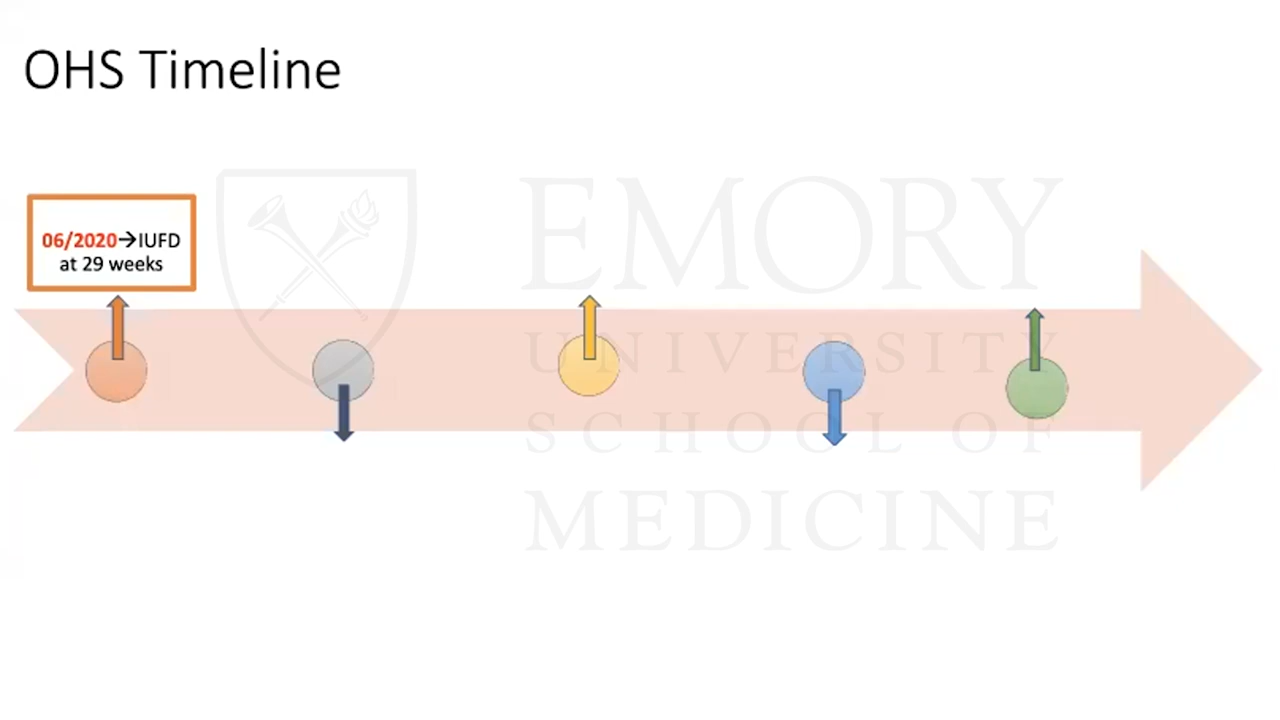 OHS Timeline
06/2020→IUFD
at 29 weeks
EMORY
UNIVERSITY
SCHOOL OF
MEDICINE